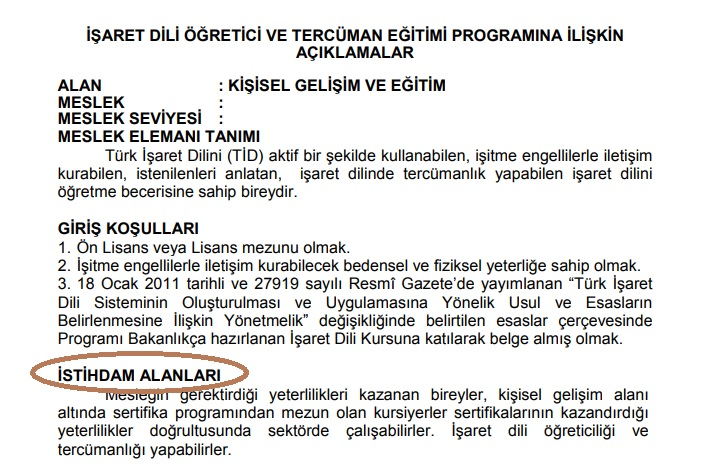 İŞARET DİLİ ÖĞRETİCİ VE TERCÜMAN EĞİTİMİ PROGRAMINA İLİŞKİN
AÇIKLAMALAR
ALAN : KİŞİSEL GELİŞİM VE EĞİTİM
MESLEK :
MESLEK SEVİYESİ :
MESLEK ELEMANI TANIMI
Türk İşaret Dilini (TİD) aktif bir şekilde kullanabilen, işitme engellilerle iletişim
kurabilen, istenilenleri anlatan, işaret dilinde tercümanlık yapabilen işaret dilini
öğretme becerisine sahip bireydir.
GİRİŞ KOŞULLARI
1. Ön Lisans veya Lisans mezunu olmak.
2. İşitme engellilerle iletişim kurabilecek bedensel ve fiziksel yeterliğe sahip olmak.
3. 18 Ocak 2011 tarihli ve 27919 sayılı Resmî Gazete’de yayımlanan “Türk İşaret
Dili Sisteminin Oluşturulması ve Uygulamasına Yönelik Usul ve Esasların
Belirlenmesine İlişkin Yönetmelik” değişikliğinde belirtilen esaslar çerçevesinde
Programı Bakanlıkça hazırlanan İşaret Dili Kursuna katılarak belge almış olmak.
İSTİHDAM ALANLARI
Mesleğin gerektirdiği yeterlilikleri kazanan bireyler, kişisel gelişim alanı
altında sertifika programından mezun olan kursiyerler sertifikalarının kazandırdığı
yeterlilikler doğrultusunda sektörde çalışabilirler. İşaret dili öğreticiliği ve
tercümanlığı yapabilirler.